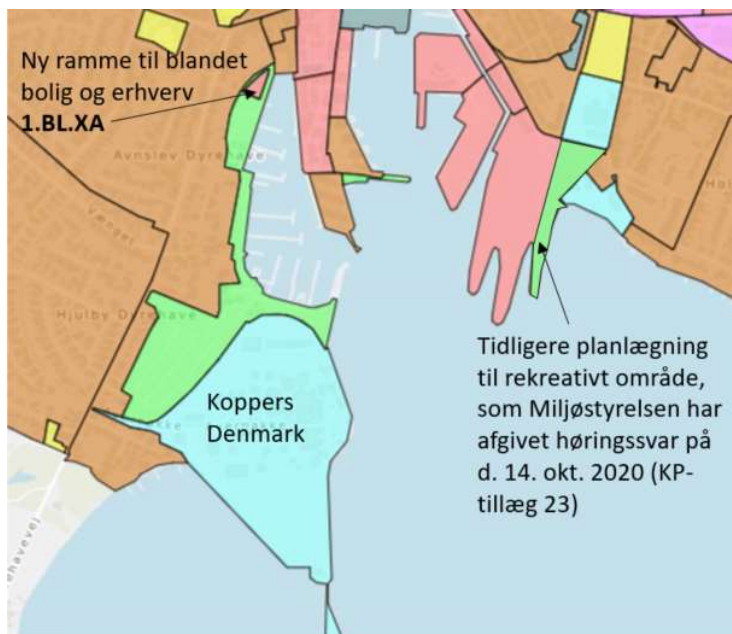 Ny ramme til blandet
bolig og erhverv
1.BL.XA
Avnslev Dyrehave
Vænget
Hjulby Dyrehave
Koppers
Denmark
Tidligere planlægning
til rekreativt område,
som Miljøstyrelsen har
afgivet høringssvar på
d. 14. okt. 2020 (KP-
tillæg 23)